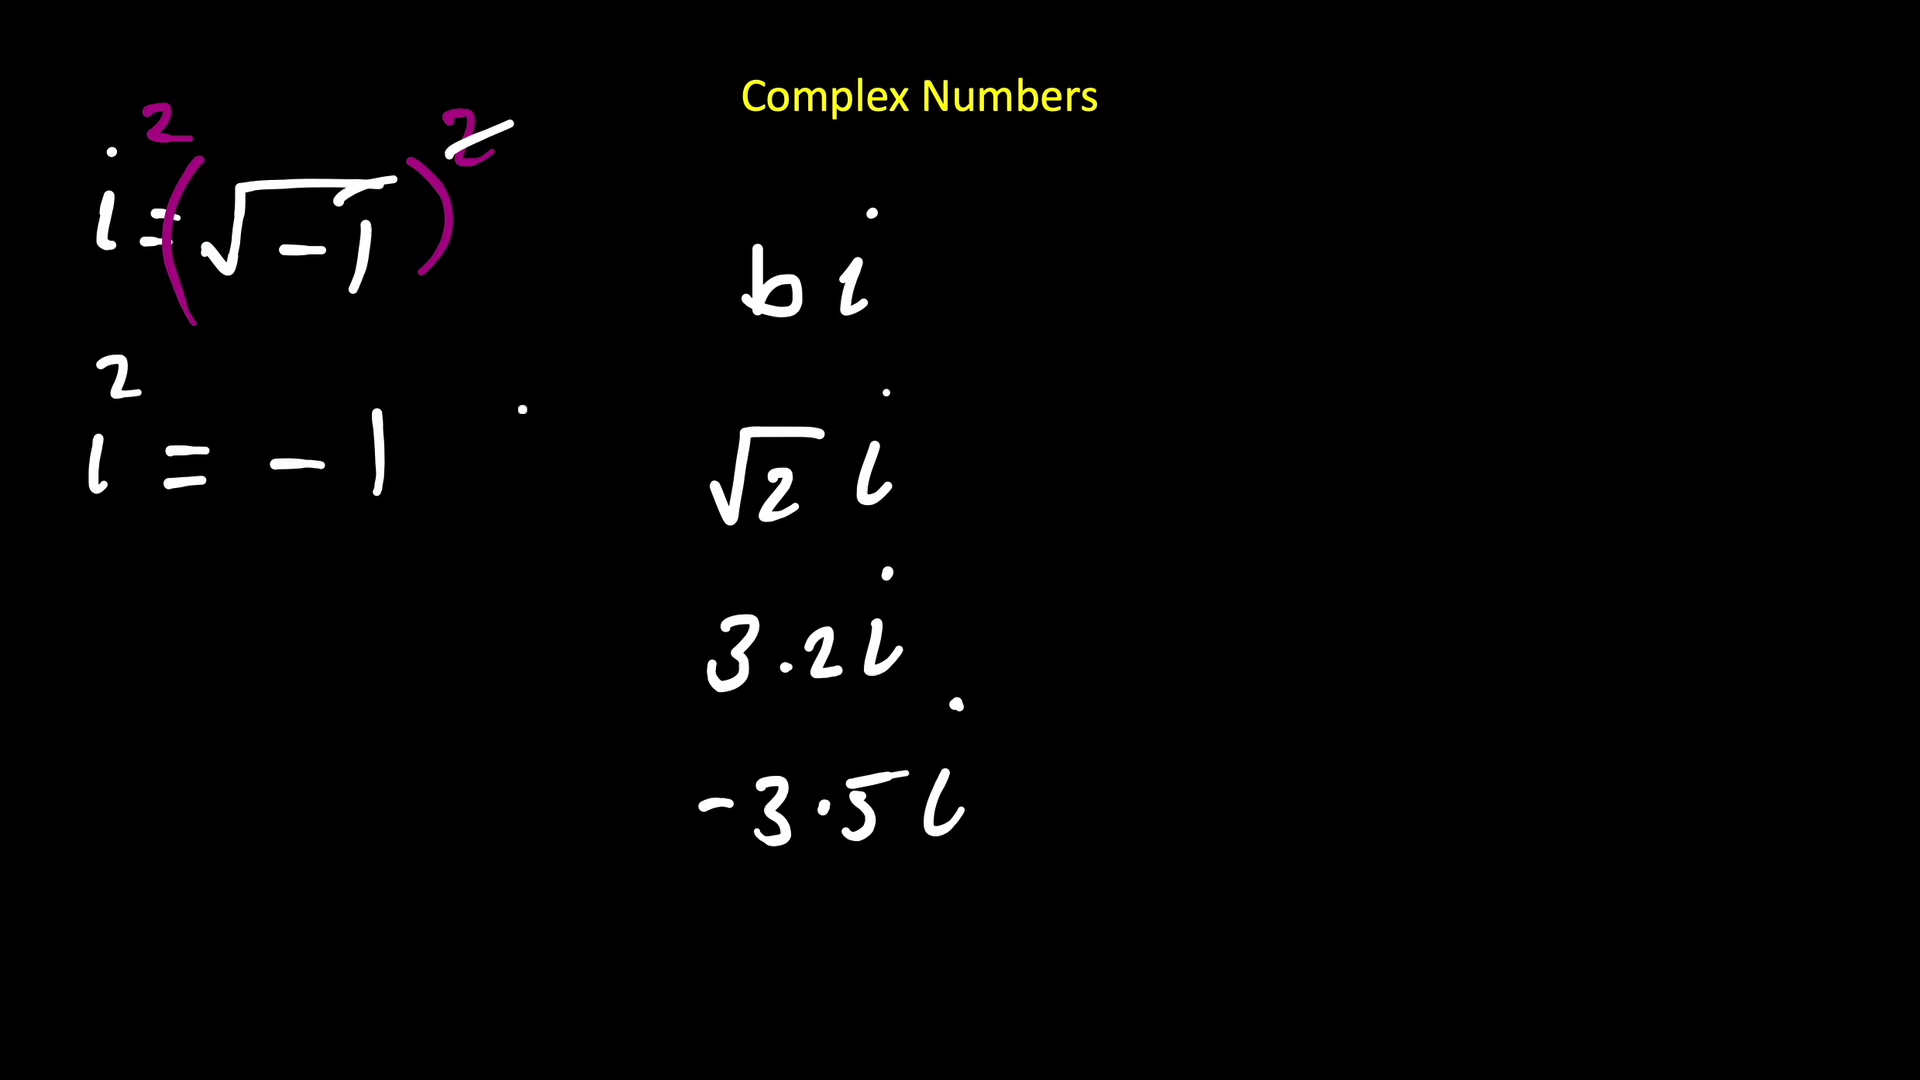 Complex Numbers
i² = (√-1)²
i² = -1
bi
√2 i
3.2i
-3.5i